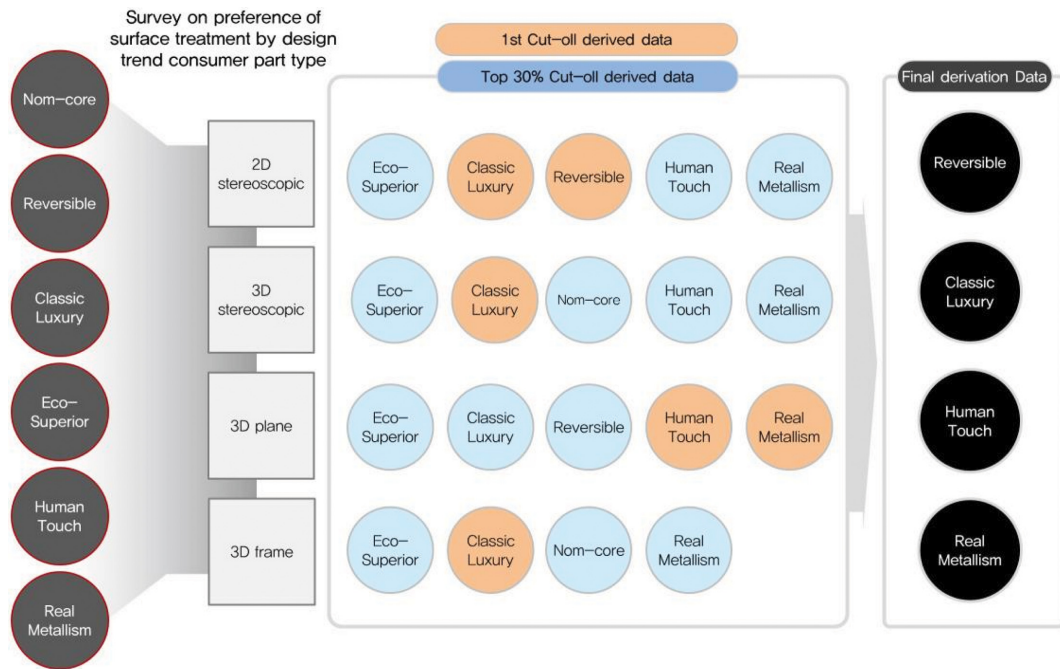 Survey on preference of
surface treatment by design
trend consumer part type
Nom-core
Reversible
Classic
Luxury
Eco-
Superior
Human
Touch
Real
Metallism
2D
stereoscopic
3D
stereoscopic
3D plane
3D frame
1st Cut-oll derived data
Top 30% Cut-oll derived data
Eco-
Superior
Classic
Luxury
Reversible
Human
Touch
Real
Metallism
Eco-
Superior
Classic
Luxury
Nom-core
Human
Touch
Real
Metallism
Eco-
Superior
Classic
Luxury
Reversible
Human
Touch
Real
Metallism
Eco-
Superior
Classic
Luxury
Nom-core
Real
Metallism
Final derivation Data
Reversible
Classic
Luxury
Human
Touch
Real
Metallism